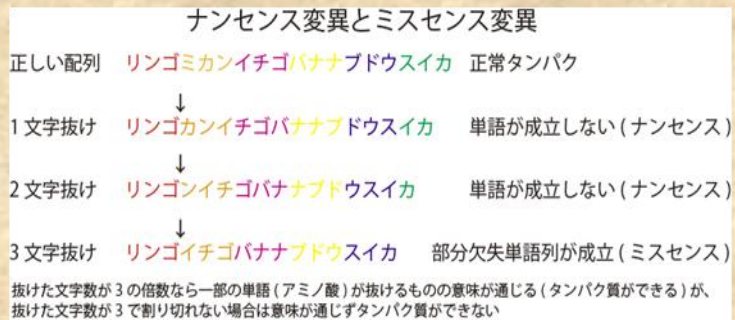 ナンセンス変異とミスセンス変異
正しい配列 リンゴミカンイチゴバナナブドウスイカ 正常タンパク
↓
1文字抜け リンゴカンイチゴバナナブドウスイカ 単語が成立しない(ナンセンス)
↓
2文字抜け リンゴンイチゴバナナブドウスイカ 単語が成立しない(ナンセンス)
↓
3文字抜け リンゴイチゴバナナブドウスイカ 部分欠失単語列が成立(ミスセンス)
抜けた文字数が3の倍数なら一部の単語(アミノ酸)が抜けるものの意味が通じる(タンパク質ができる)が、
抜けた文字数が3で割り切れない場合は意味が通じずタンパク質ができない